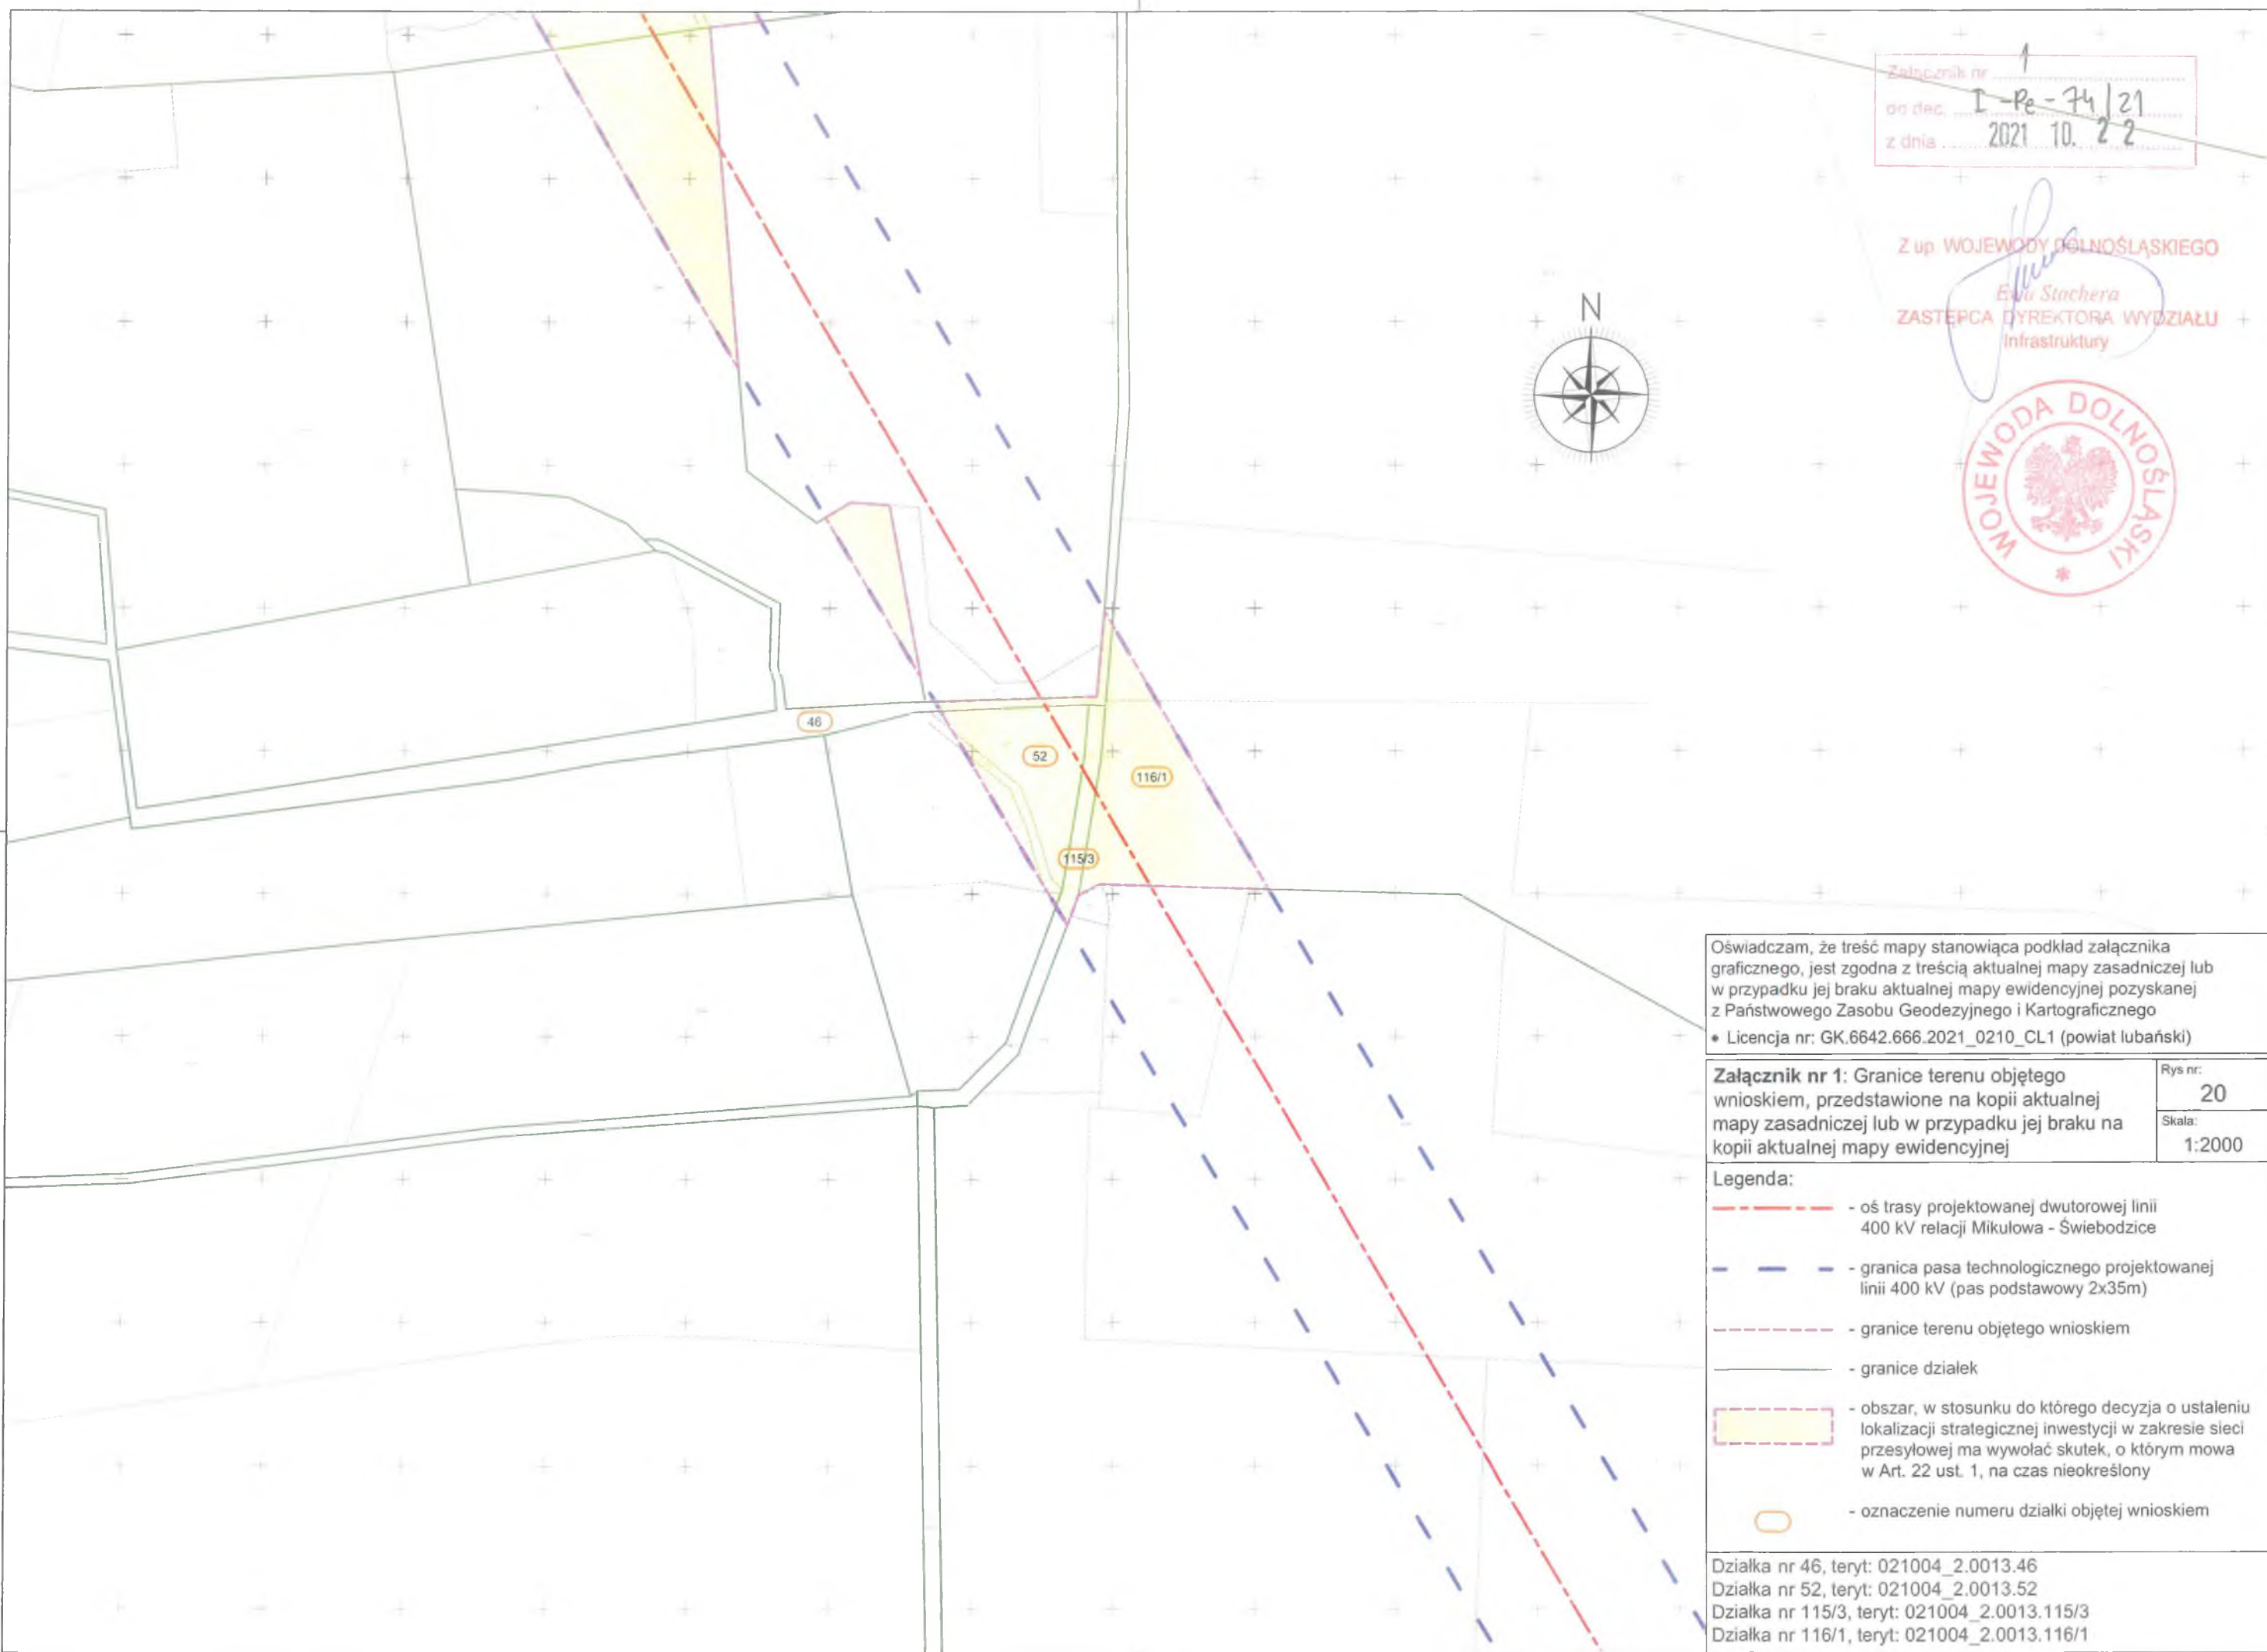 Załącznik nr 1
do dec. I-Pe-74/21
z dnia 2021 10. 22
Z up. WOJEWODY DOLNOŚLĄSKIEGO
Ewa Stachera
ZASTĘPCA DYREKTORA WYDZIAŁU
Infrastruktury
WOJEWODA DOLNOŚLĄSKI *
N
46
52
116/1
115/3
Oświadczam, że treść mapy stanowiąca podkład załącznika
graficznego, jest zgodna z treścią aktualnej mapy zasadniczej lub
w przypadku jej braku aktualnej mapy ewidencyjnej pozyskanej
z Państwowego Zasobu Geodezyjnego i Kartograficznego
• Licencja nr: GK.6642.666.2021_0210_CL1 (powiat lubański)
Załącznik nr 1: Granice terenu objętego
wnioskiem, przedstawione na kopii aktualnej
mapy zasadniczej lub w przypadku jej braku na
kopii aktualnej mapy ewidencyjnej
Rys nr:
20
Skala:
1:2000
Legenda:
- oś trasy projektowanej dwutorowej linii
400 kV relacji Mikułowa - Świebodzice
- granica pasa technologicznego projektowanej
linii 400 kV (pas podstawowy 2x35m)
- granice terenu objętego wnioskiem
- granice działek
- obszar, w stosunku do którego decyzja o ustaleniu
lokalizacji strategicznej inwestycji w zakresie sieci
przesyłowej ma wywołać skutek, o którym mowa
w Art. 22 ust. 1, na czas nieokreślony
- oznaczenie numeru działki objętej wnioskiem
Działka nr 46, teryt: 021004_2.0013.46
Działka nr 52, teryt: 021004_2.0013.52
Działka nr 115/3, teryt: 021004_2.0013.115/3
Działka nr 116/1, teryt: 021004_2.0013.116/1